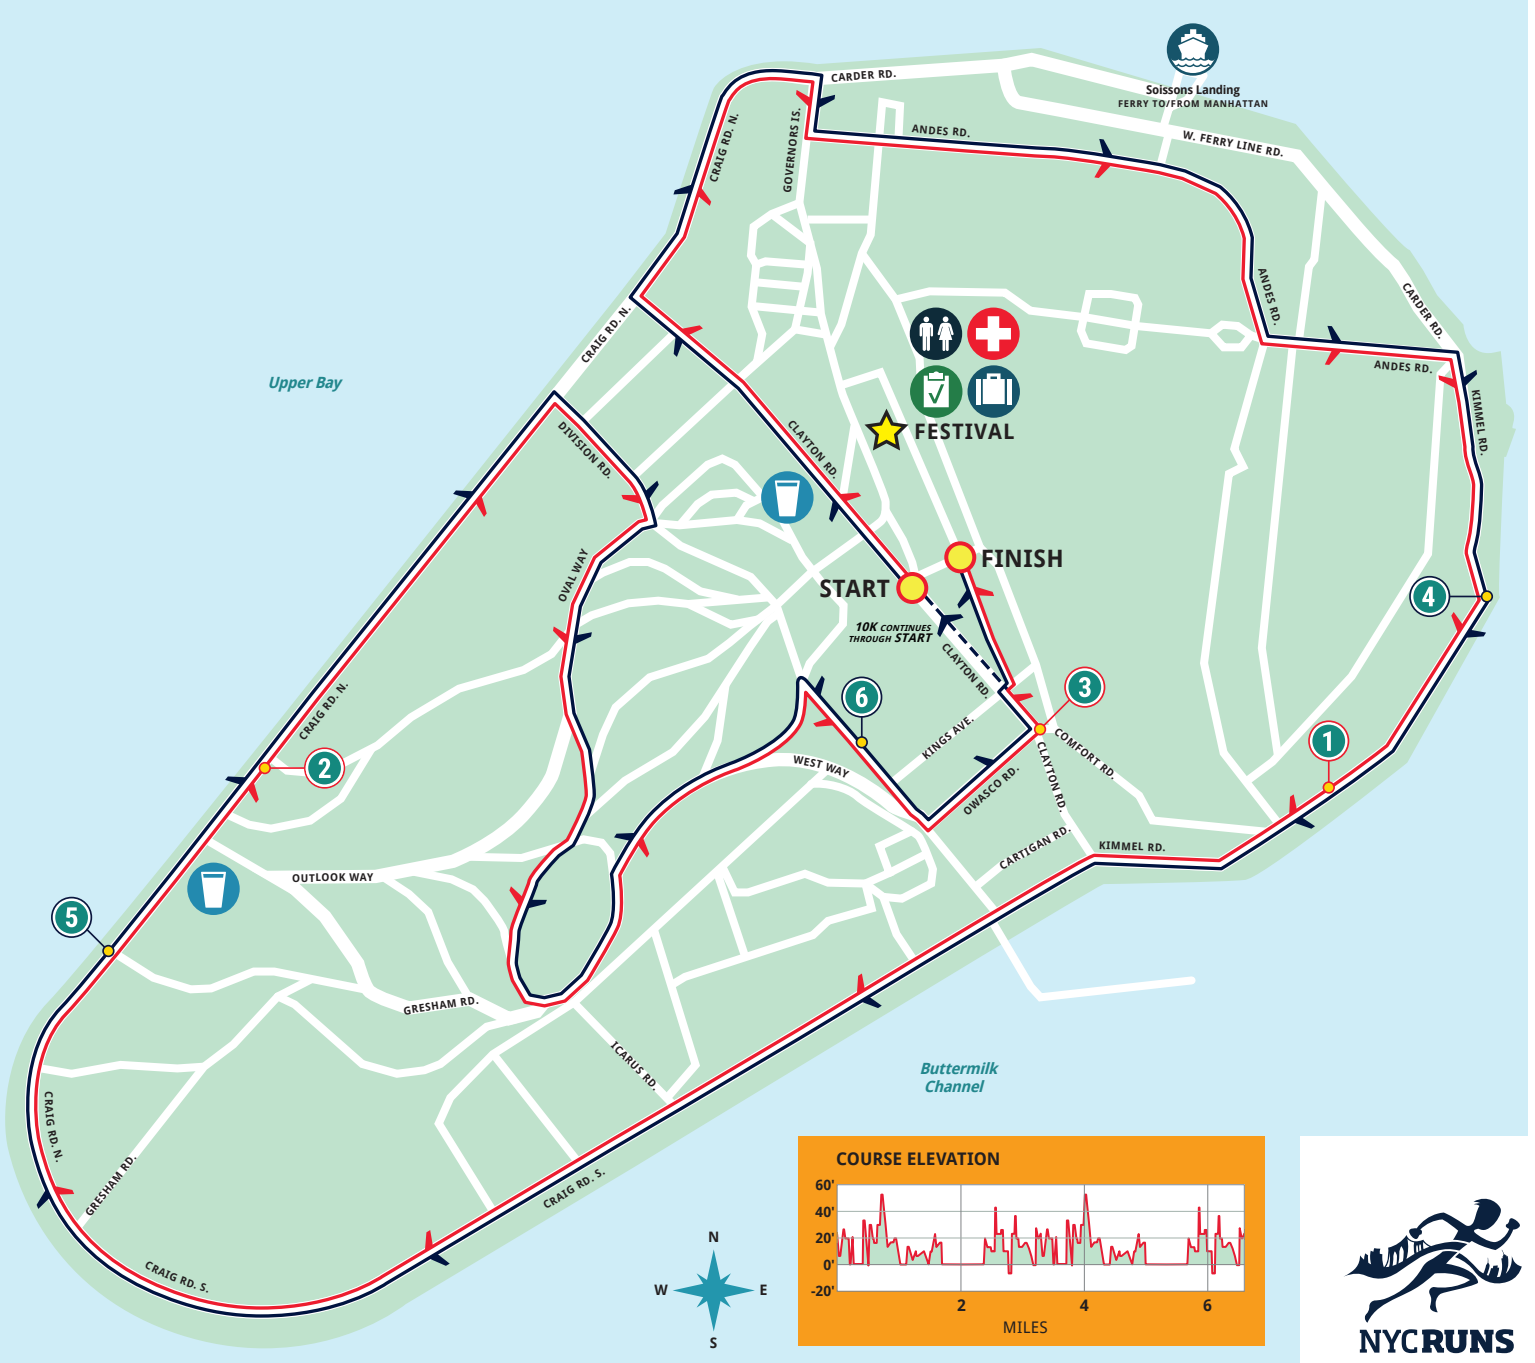 CARDER RD.
Soissons Landing
FERRY TO/FROM MANHATTAN
CRAIG RD. N.
GOVERNORS IS.
ANDES RD.
W. FERRY LINE RD.
ANDES RD.
CARDER RD.
CRAIG RD. N.
ANDES RD.
KIMMEL RD.
Upper Bay
DIVISION RD.
CLAYTON RD.
FESTIVAL
OVAL WAY
START
FINISH
10K CONTINUES
THROUGH START
4
CLAYTON RD.
CRAIG RD. N.
6
3
KINGS AVE.
COMFORT RD.
1
2
WEST WAY
OWASCO RD.
CLAYTON RD.
CARTIGAN RD.
KIMMEL RD.
OUTLOOK WAY
5
GRESHAM RD.
ICARUS RD.
Buttermilk
Channel
CRAIG RD. N.
GRESHAM RD.
CRAIG RD. S.
CRAIG RD. S.
N
W
E
S
COURSE ELEVATION
60'
40'
20'
0'
-20'
2
4
6
MILES
NYCRUNS